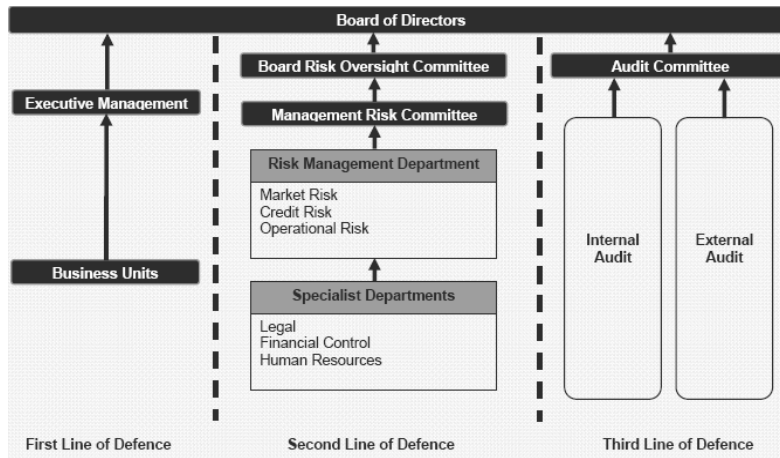 Board of Directors
Executive Management
Business Units
First Line of Defence
Board Risk Oversight Committee
Management Risk Committee
Risk Management Department
Market Risk
Credit Risk
Operational Risk
Specialist Departments
Legal
Financial Control
Human Resources
Second Line of Defence
Audit Committee
Internal
Audit
External
Audit
Third Line of Defence